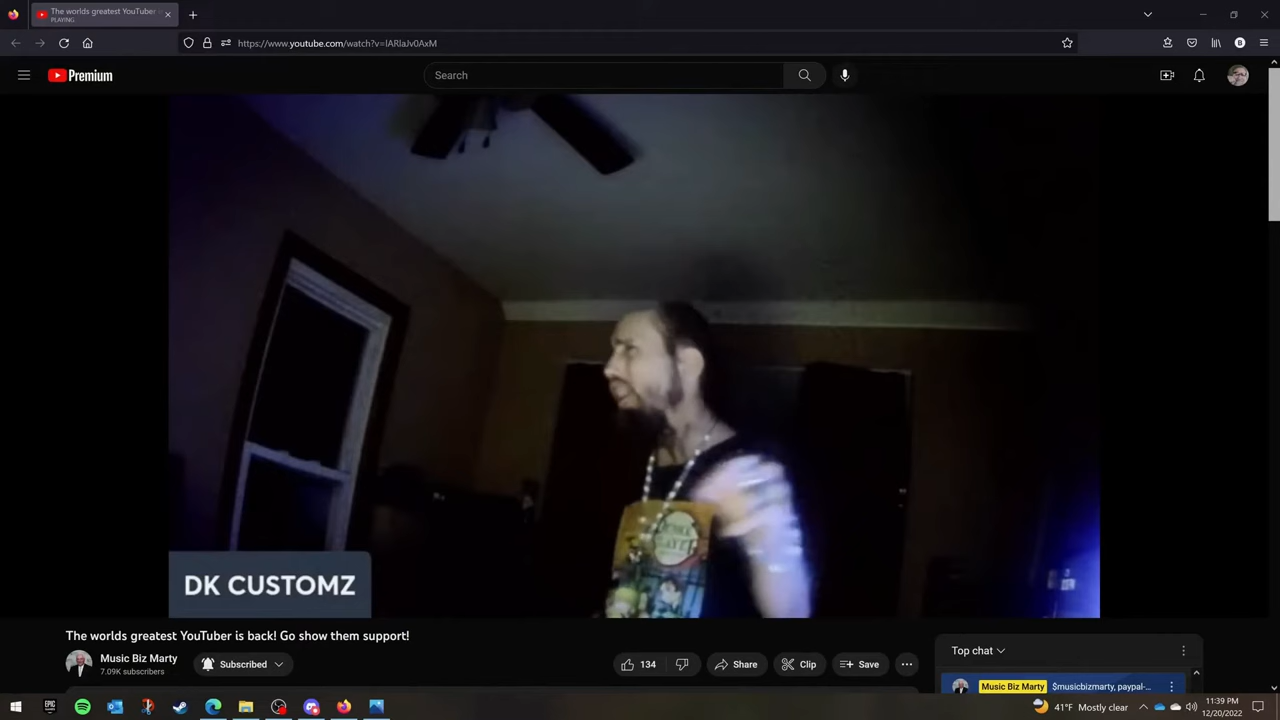 The worlds greatest YouTuber
PLAYING
https://www.youtube.com/watch?v=lARlaJv0AxM
B
Premium
Search
DK CUSTOMZ
The worlds greatest YouTuber is back! Go show them support!
Music Biz Marty
7.09K subscribers
Subscribed
134
Share
Clip
Save
Top chat
Music Biz Marty $musicbizmarty, paypal-...
EPIC
41°F Mostly clear
11:39 PM
12/20/2022